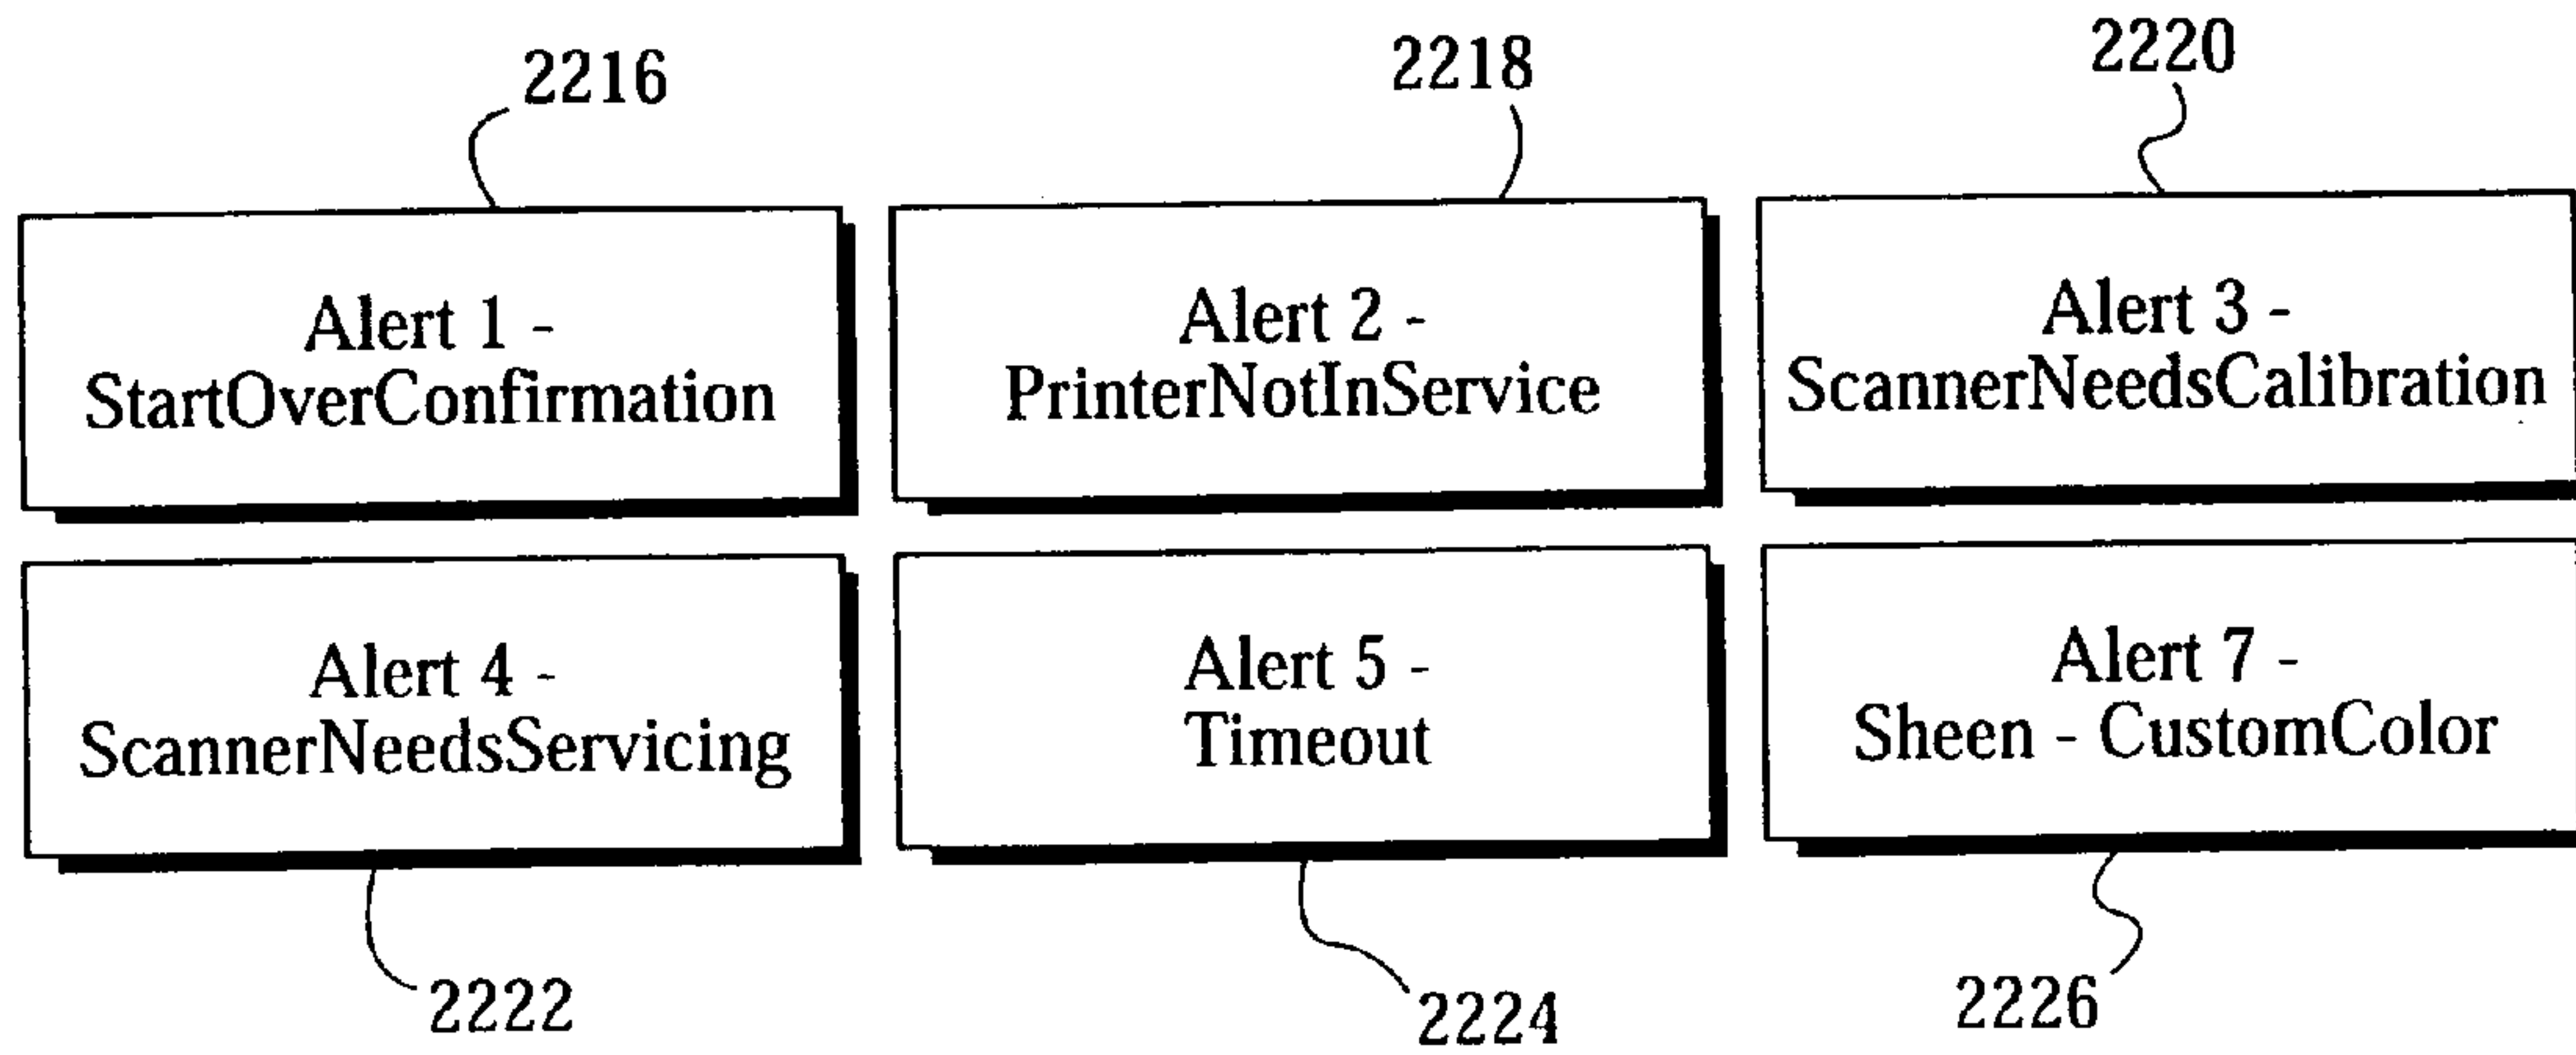 2216
2218
2220
Alert 1 -
StartOverConfirmation
Alert 2 -
PrinterNotInService
Alert 3 -
ScannerNeedsCalibration
Alert 4 -
ScannerNeedsServicing
Alert 5 -
Timeout
Alert 7 -
Sheen - CustomColor
2222
2224
2226